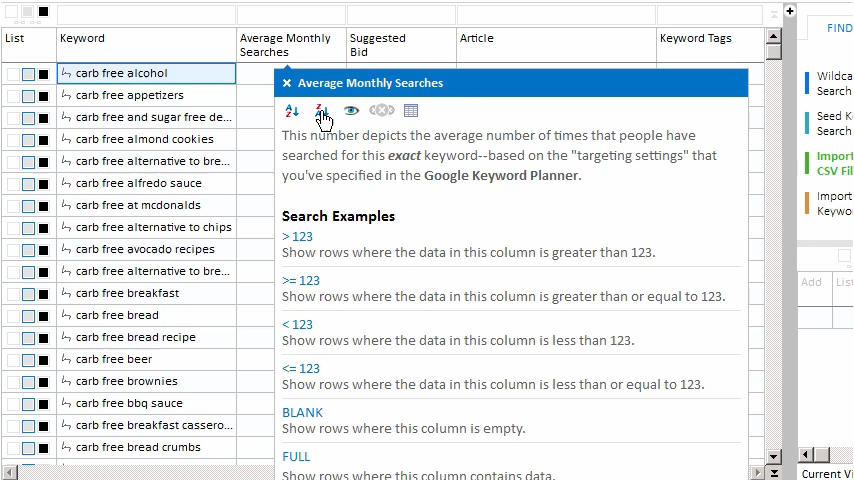 List
Keyword
Average Monthly
Searches
Suggested
Bid
Article
Keyword Tags
carb free alcohol
carb free appetizers
carb free and sugar free de...
carb free almond cookies
carb free alternative to bre...
carb free alfredo sauce
carb free at mcdonalds
carb free alternative to chips
carb free avocado recipes
carb free alternative to bre...
carb free breakfast
carb free bread
carb free bread recipe
carb free beer
carb free brownies
carb free bbq sauce
carb free breakfast cassero...
carb free bread crumbs
Average Monthly Searches
This number depicts the average number of times that people have
searched for this exact keyword--based on the "targeting settings" that
you've specified in the Google Keyword Planner.
Search Examples
> 123
Show rows where the data in this column is greater than 123.
>= 123
Show rows where the data in this column is greater than or equal to 123.
< 123
Show rows where the data in this column is less than 123.
<= 123
Show rows where the data in this column is less than or equal to 123.
BLANK
Show rows where this column is empty.
FULL
Show rows where this column contains data.
FIND
Wildca
Search
Seed K
Search
Import
CSV Fil
Import
Keywo
Add
List
Current Vi